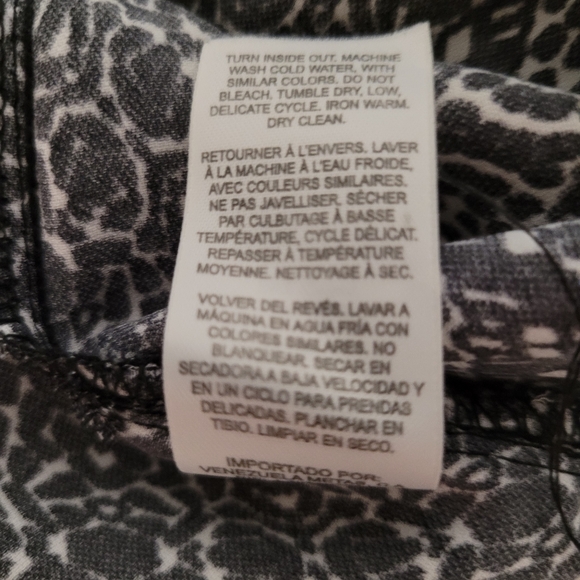 TURN INSIDE OUT. MACHINE
WASH COLD WATER, WITH
SIMILAR COLORS. DO NOT
BLEACH. TUMBLE DRY, LOW,
DELICATE CYCLE. IRON WARM.
DRY CLEAN.
RETOURNER À L'ENVERS. LAVER
À LA MACHINE À L'EAU FROIDE,
AVEC COULEURS SIMILAIRES.
NE PAS JAVELLISER. SÉCHER
PAR CULBUTAGE À BASSE
TEMPÉRATURE, CYCLE DÉLICAT.
REPASSER À TEMPÉRATURE
MOYENNE. NETTOYAGE À SEC.
VOLVER DEL REVÉS. LAVAR A
MÁQUINA EN AGUA FRÍA CON
COLORES SIMILARES. NO
BLANQUEAR. SECAR EN
SECADORA A BAJA VELOCIDAD Y
EN UN CICLO PARA PRENDAS
DELICADAS. PLANCHAR EN
TISIO. LIMPIAR EN SECO.
IMPORTADO POR:
VENEZUELA